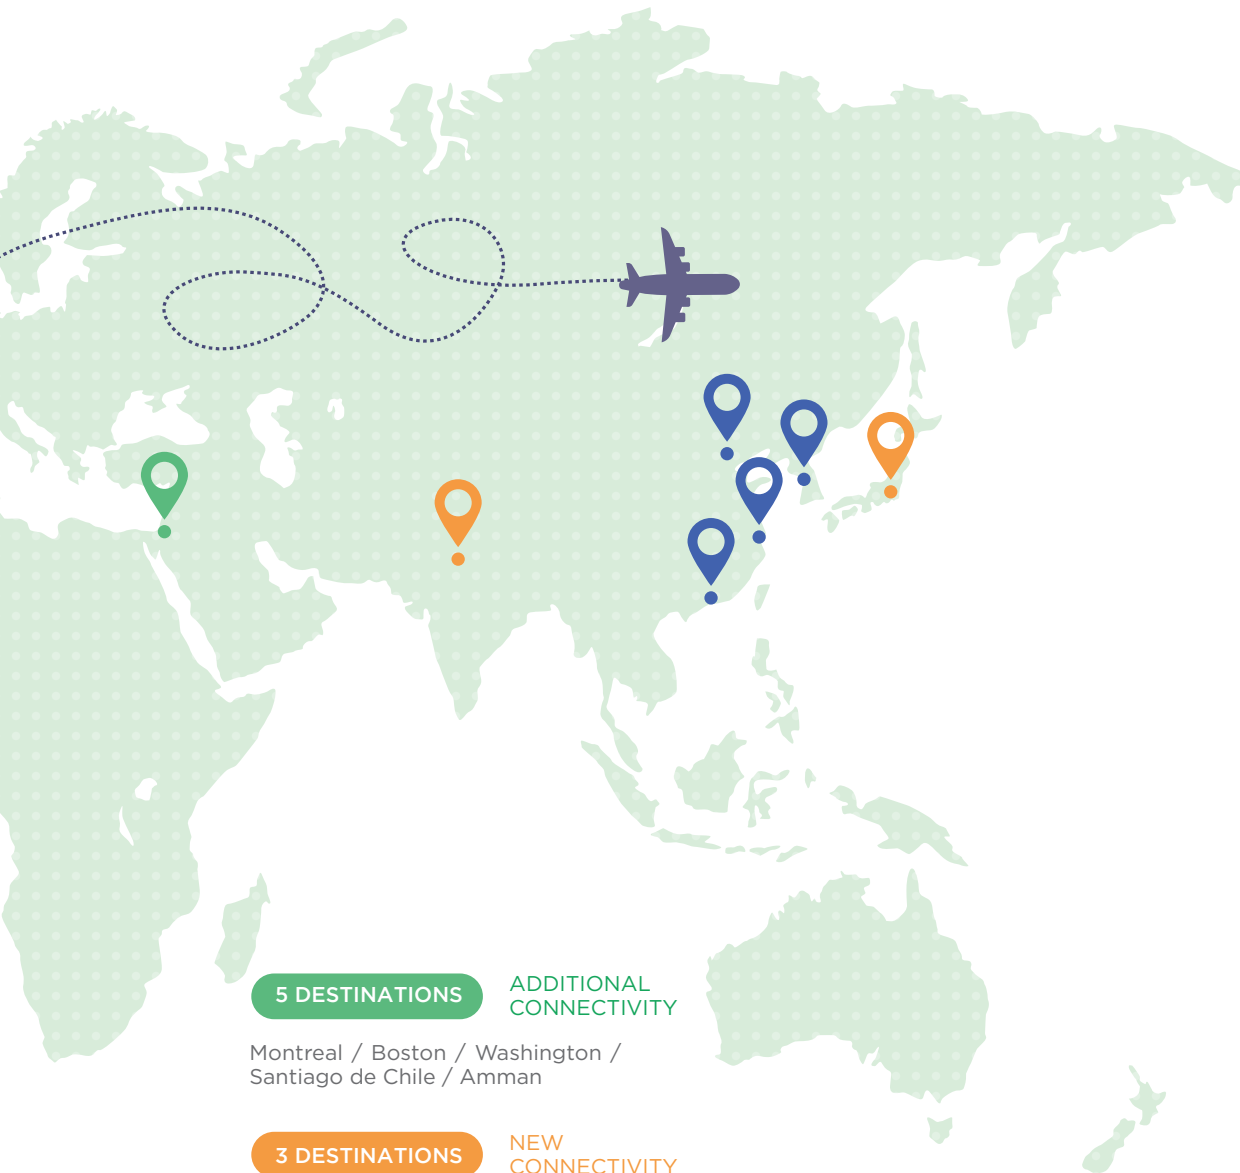 5 DESTINATIONS
ADDITIONAL
CONNECTIVITY
Montreal / Boston / Washington /
Santiago de Chile / Amman
3 DESTINATIONS
NEW
CONNECTIVITY